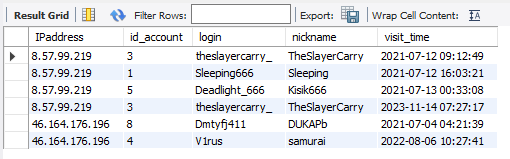 Result Grid Filter Rows: Export: Wrap Cell Content:
IPaddress id_account login nickname visit_time
8.57.99.219 3 theslayercarry_ TheSlayerCarry 2021-07-12 09:12:49
8.57.99.219 1 Sleeping666 Sleeping 2021-07-12 16:03:21
8.57.99.219 5 Deadlight_666 Kisik666 2021-07-13 00:33:08
8.57.99.219 3 theslayercarry_ TheSlayerCarry 2023-11-14 07:27:17
46.164.176.196 8 Dmtyfj411 DUKAPb 2021-07-04 04:21:39
46.164.176.196 4 V1rus samurai 2022-08-06 10:27:41